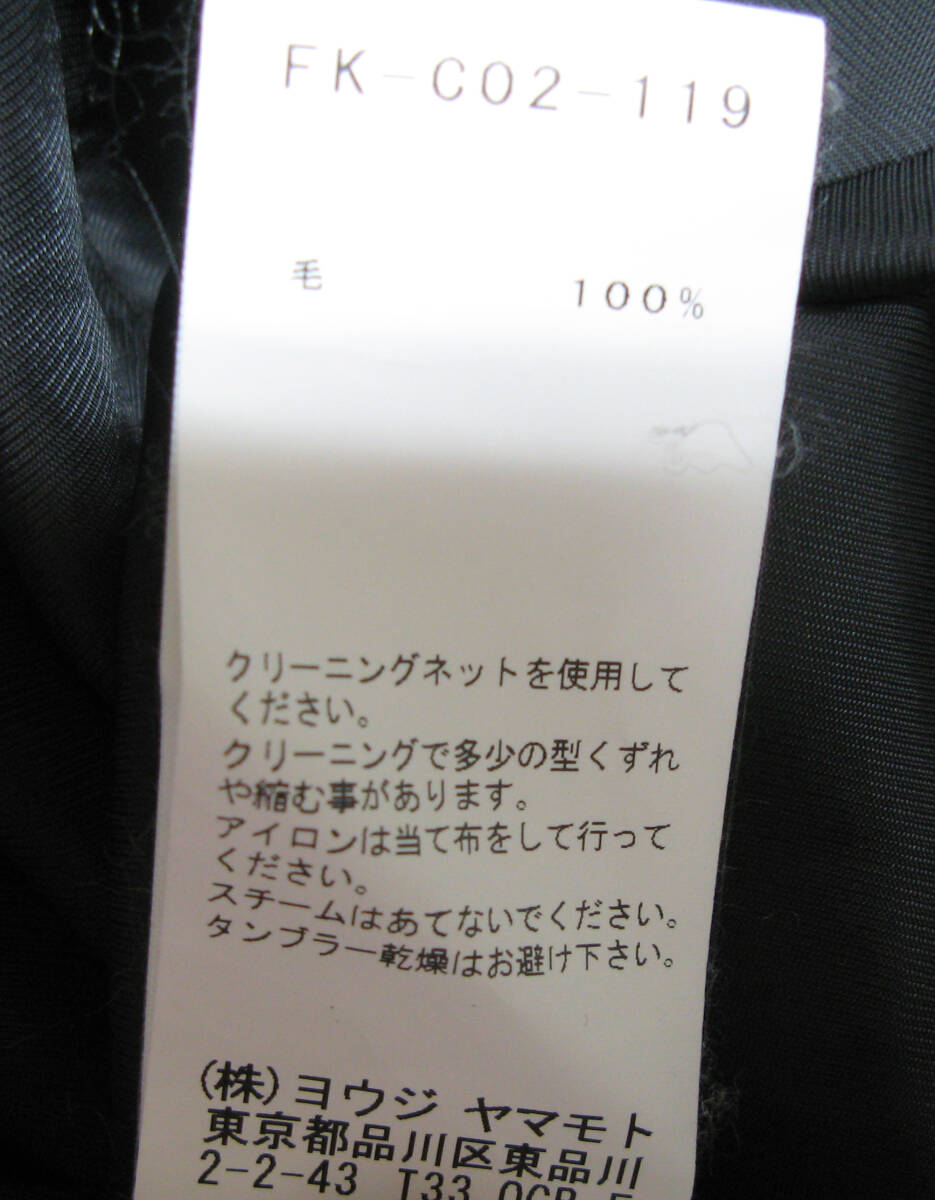 FK-C02-119
毛 100%
クリーニングネットを使用して
ください。
クリーニングで多少の型くずれ
や縮む事があります。
アイロンは当て布をして行って
ください。
スチームはあてないでください。
タンブラー乾燥はお避け下さい。
(株)ヨウジ ヤマモト
東京都品川区東品川
2-2-43 T33